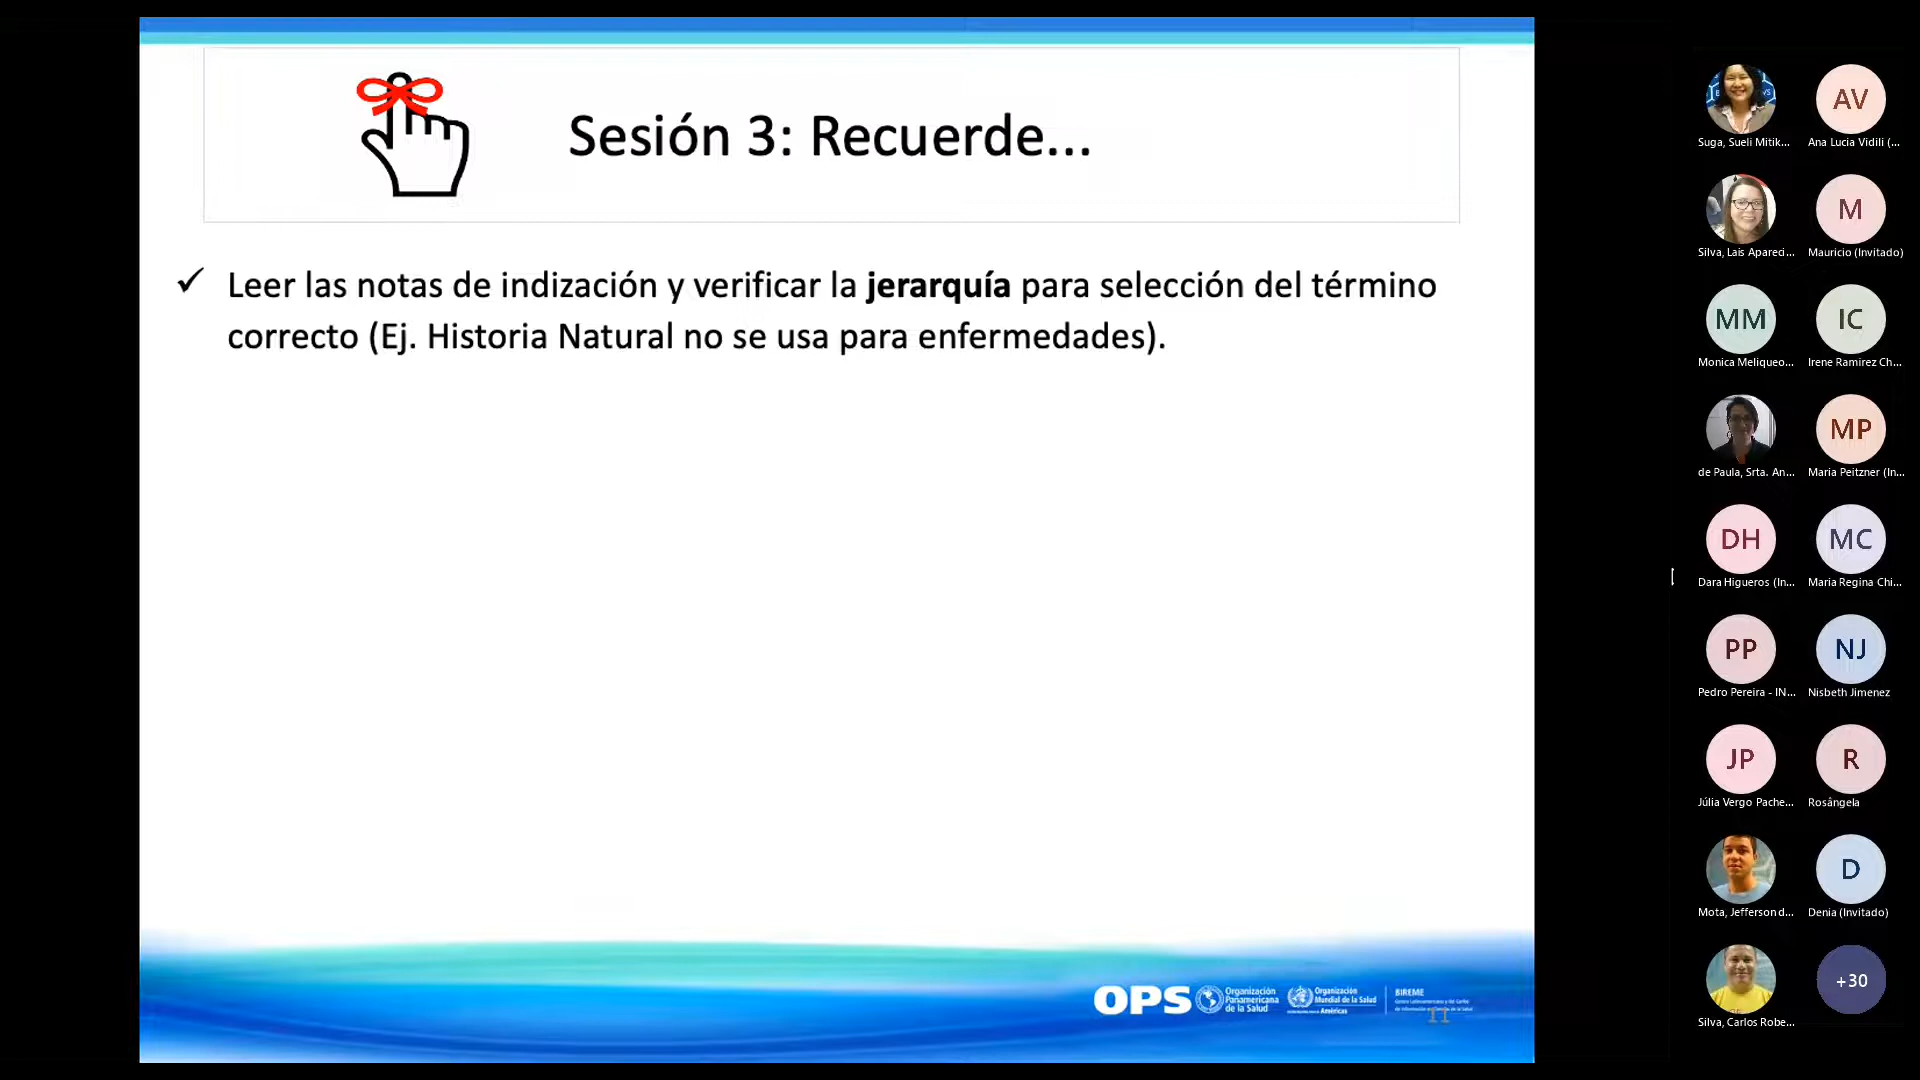 Sesión 3: Recuerde...
✓ Leer las notas de indización y verificar la jerarquía para selección del término
correcto (Ej. Historia Natural no se usa para enfermedades).
OPS
Organización
Panamericana
de la Salud
Organización
Mundial de la Salud
Américas
BIREME
11
AV
Suga, Sueli Mitik...
Ana Lucia Vidili (...
M
Silva, Lais Apareci...
Mauricio (Invitado)
MM
IC
Monica Meliqueo...
Irene Ramirez Ch...
MP
de Paula, Srta. An...
Maria Peitzner (In...
DH
MC
Dara Higueros (In...
Maria Regina Chi...
PP
NJ
Pedro Pereira - IN...
Nisbeth Jimenez
JP
R
Júlia Vergo Pache...
Rosângela
D
Mota, Jefferson d...
Denia (Invitado)
+30
Silva, Carlos Robe...